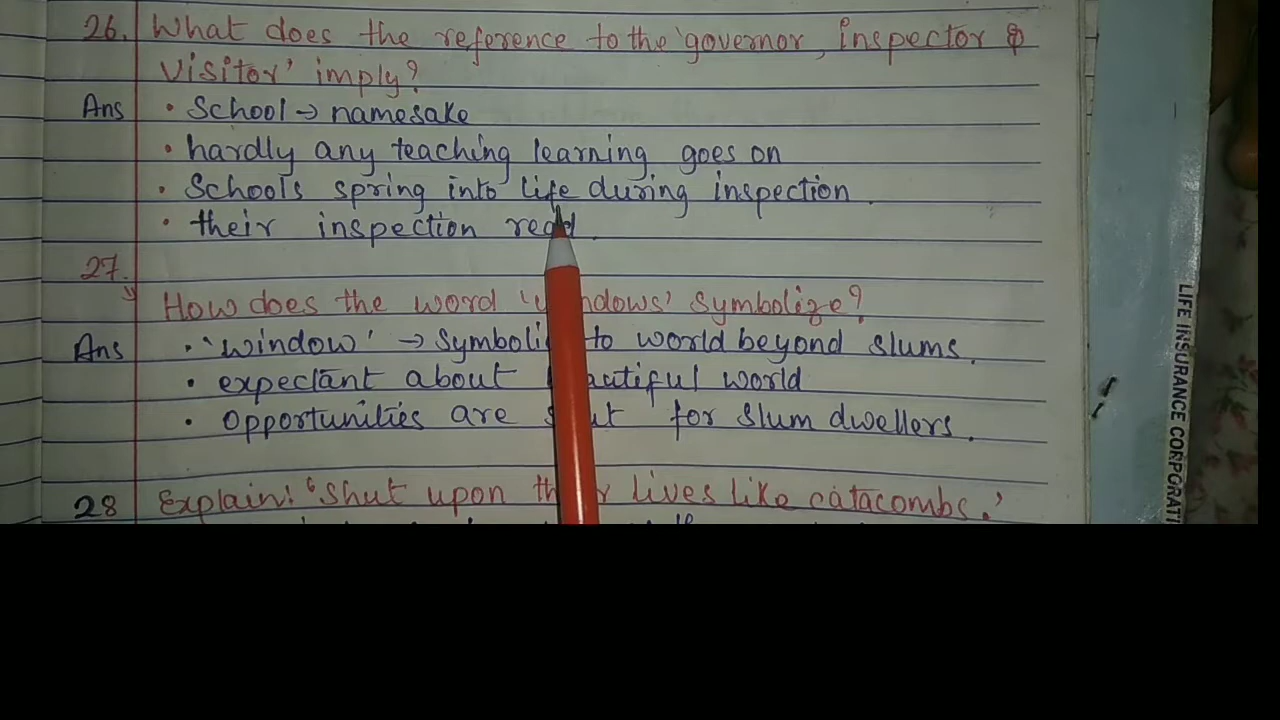 26. What does the reference to the 'governor, inspector &
visitor' imply?
Ans • School → namesake
• hardly any teaching learning goes on
• Schools spring into life during inspection.
• their inspection
27.
How does the word symbolize?
Ans • 'window' → to world beyond slums.
• expectant about world
• Opportunities are for slum dwellers.
28 Explain: 'Shut upon lives like catacombs.'
LIFE INSURANCE CORPORATI